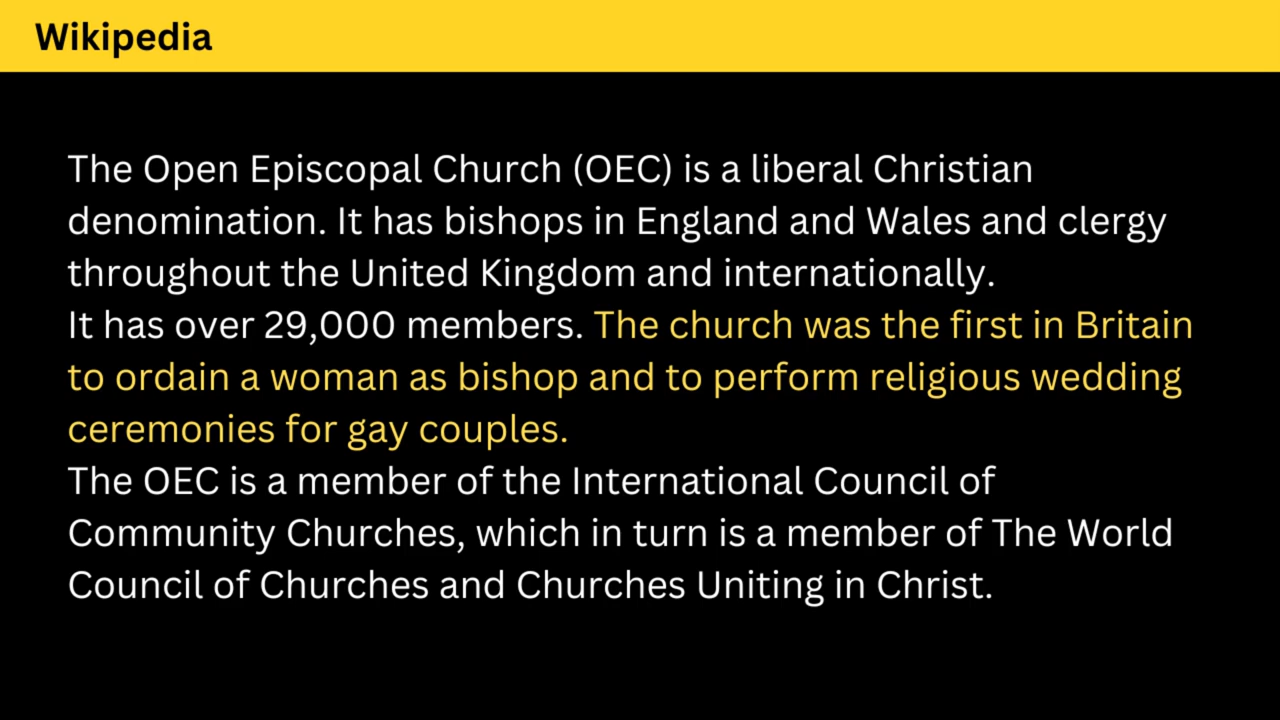 Wikipedia
The Open Episcopal Church (OEC) is a liberal Christian
denomination. It has bishops in England and Wales and clergy
throughout the United Kingdom and internationally.
It has over 29,000 members. The church was the first in Britain
to ordain a woman as bishop and to perform religious wedding
ceremonies for gay couples.
The OEC is a member of the International Council of
Community Churches, which in turn is a member of The World
Council of Churches and Churches Uniting in Christ.